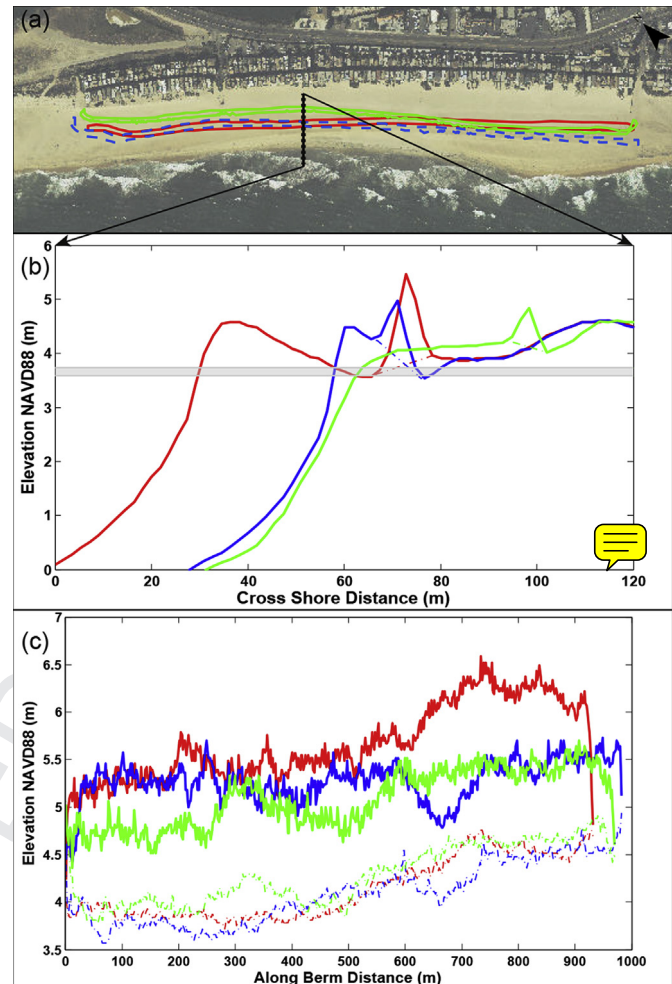 (a)
(b)
Elevation NAVD88 (m)
6
5
4
3
2
1
0
0 20 40 60 80 100 120
Cross Shore Distance (m)
(c)
Elevation NAVD88 (m)
7
6.5
6
5.5
5
4.5
4
3.5
0 100 200 300 400 500 600 700 800 900 1000
Along Berm Distance (m)